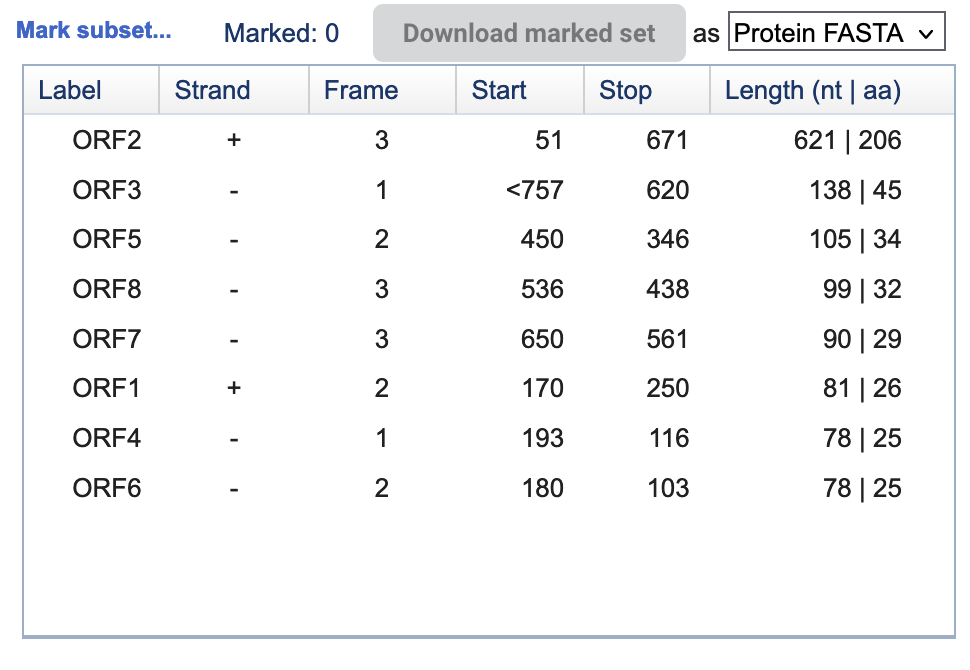 Mark subset... Marked: 0 Download marked set as Protein FASTA
Label Strand Frame Start Stop Length (nt | aa)
ORF2 + 3 51 671 621 | 206
ORF3 - 1 <757 620 138 | 45
ORF5 - 2 450 346 105 | 34
ORF8 - 3 536 438 99 | 32
ORF7 - 3 650 561 90 | 29
ORF1 + 2 170 250 81 | 26
ORF4 - 1 193 116 78 | 25
ORF6 - 2 180 103 78 | 25